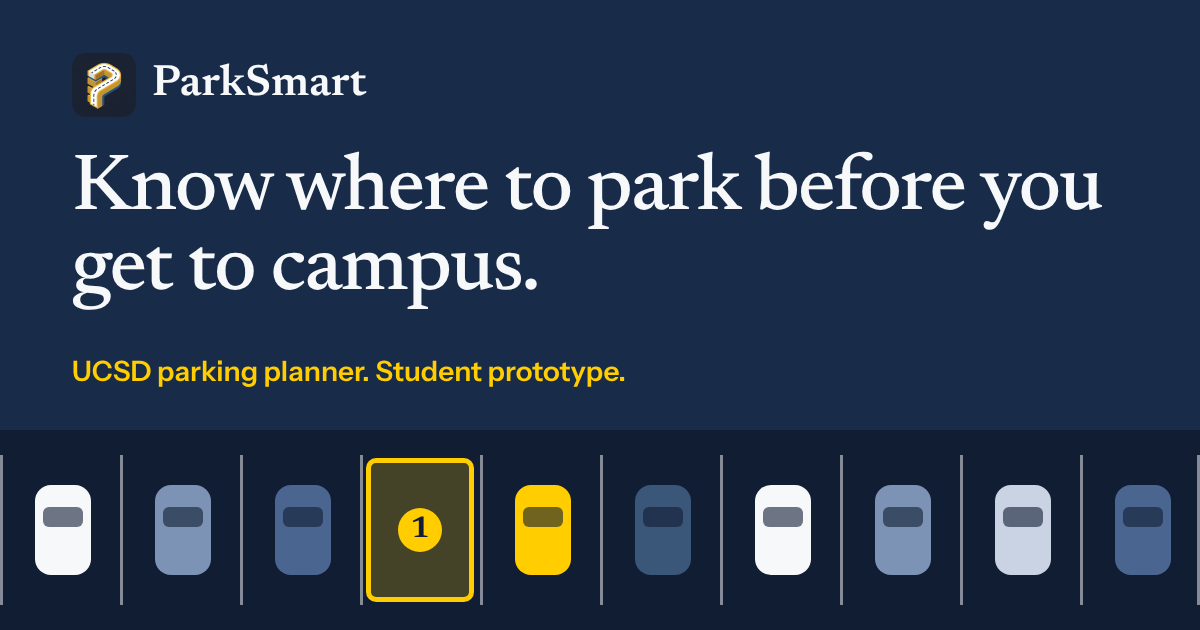 ParkSmart
Know where to park before you
get to campus.
UCSD parking planner. Student prototype.
1